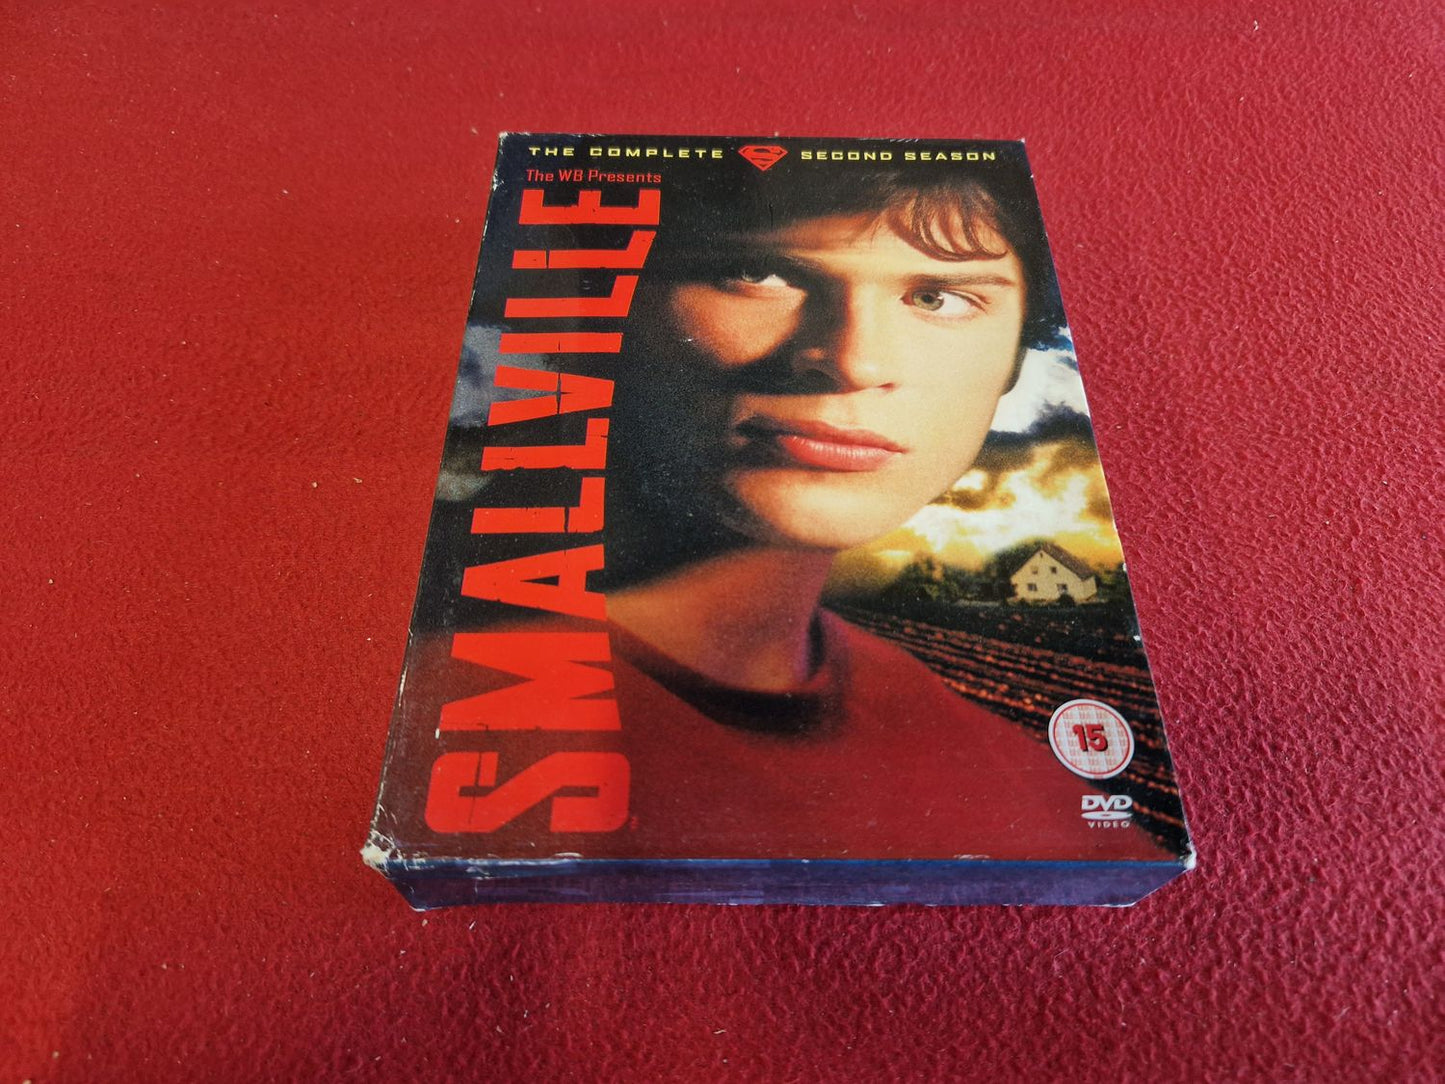 THE COMPLETE S SECOND SEASON
The WB Presents
SMALLVILLE
15
DVD
VIDEO